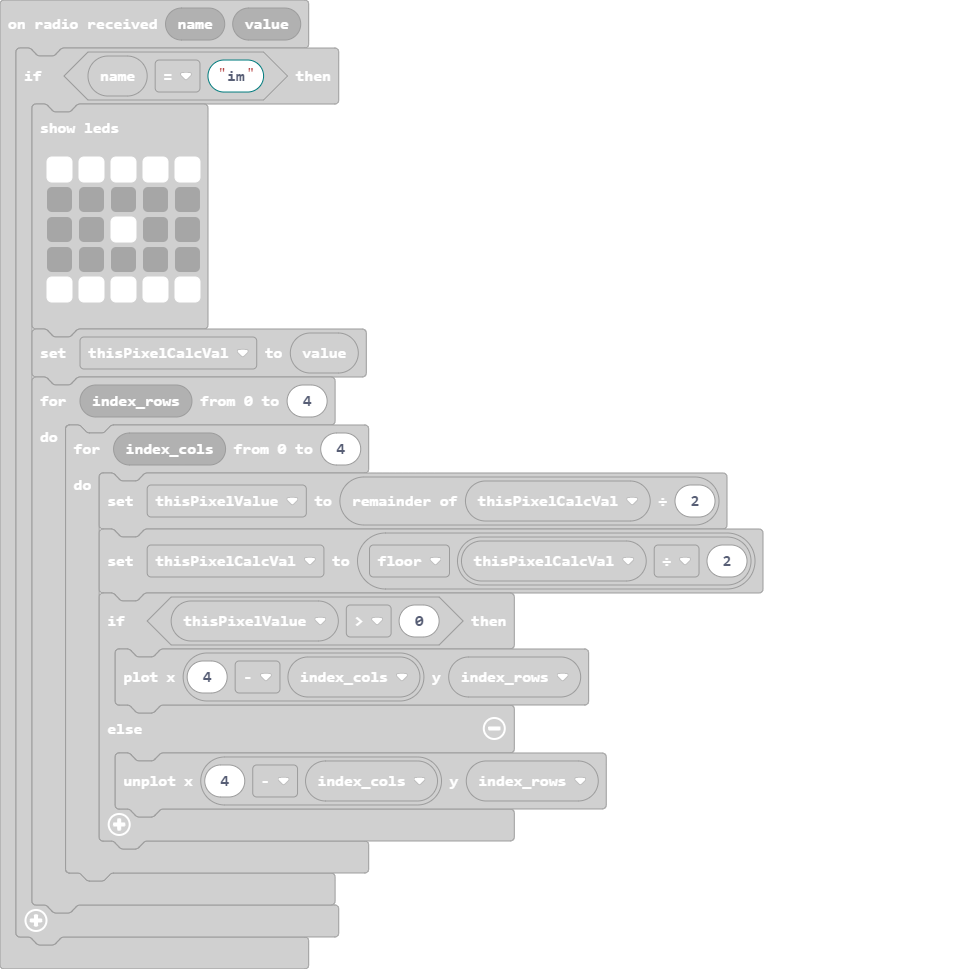 on radio received name value
if name = "im" then
show leds
set thisPixelCalcVal to value
for index_rows from 0 to 4
do
for index_cols from 0 to 4
do
set thisPixelValue to remainder of thisPixelCalcVal ÷ 2
set thisPixelCalcVal to floor thisPixelCalcVal ÷ 2
if thisPixelValue > 0 then
plot x 4 - index_cols y index_rows
else
unplot x 4 - index_cols y index_rows